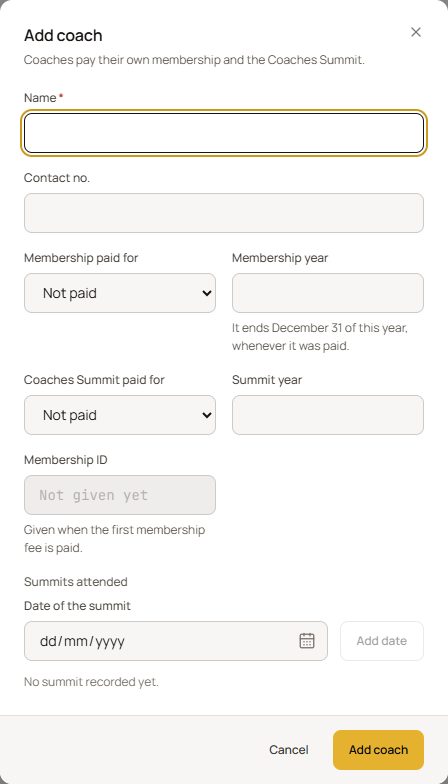 Add coach
Coaches pay their own membership and the Coaches Summit.
Name *
Contact no.
Membership paid for
Membership year
Not paid
It ends December 31 of this year,
whenever it was paid.
Coaches Summit paid for
Summit year
Not paid
Membership ID
Not given yet
Given when the first membership
fee is paid.
Summits attended
Date of the summit
dd/mm/yyyy
Add date
No summit recorded yet.
Cancel
Add coach